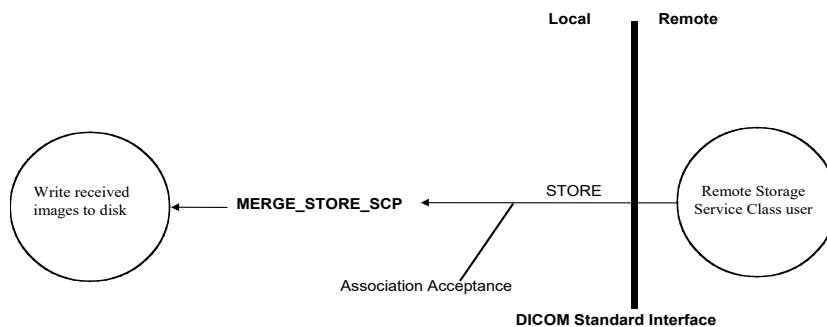 Local Remote
Write received
images to disk
MERGE_STORE_SCP
STORE
Remote Storage
Service Class user
Association Acceptance
DICOM Standard Interface